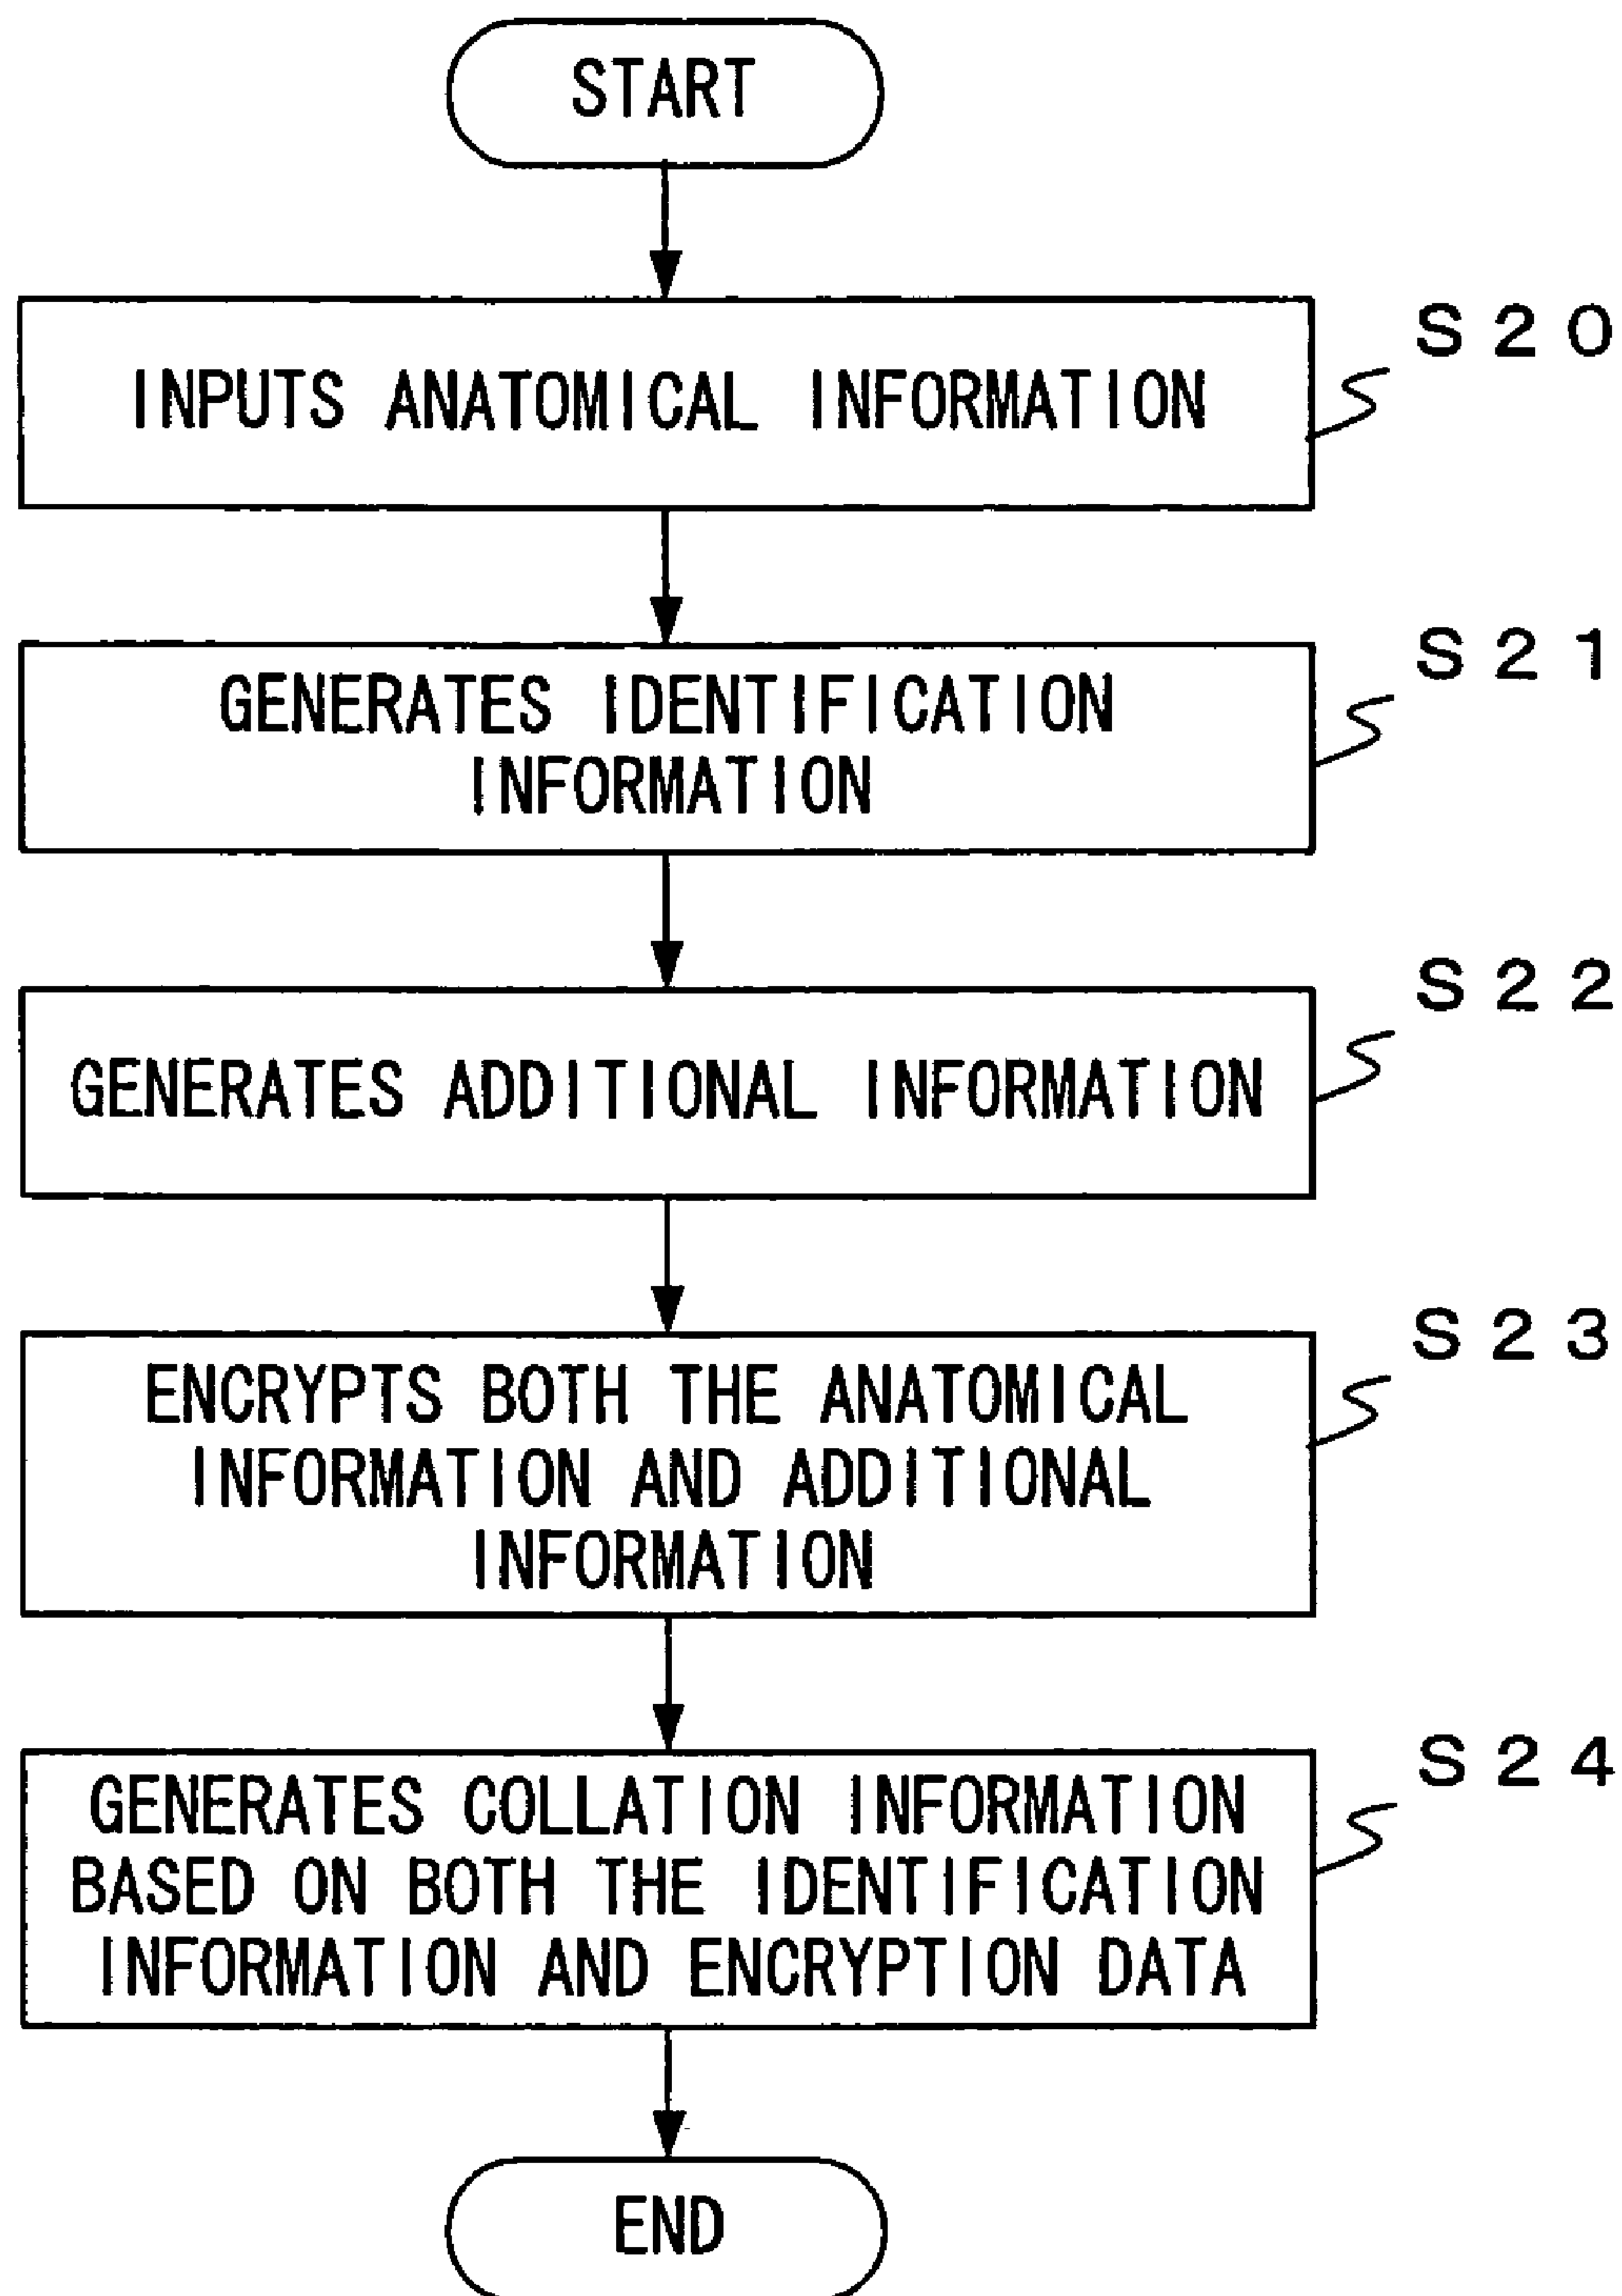 START
S20
INPUTS ANATOMICAL INFORMATION
S21
GENERATES IDENTIFICATION
INFORMATION
S22
GENERATES ADDITIONAL INFORMATION
S23
ENCRYPTS BOTH THE ANATOMICAL
INFORMATION AND ADDITIONAL
INFORMATION
S24
GENERATES COLLATION INFORMATION
BASED ON BOTH THE IDENTIFICATION
INFORMATION AND ENCRYPTION DATA
END